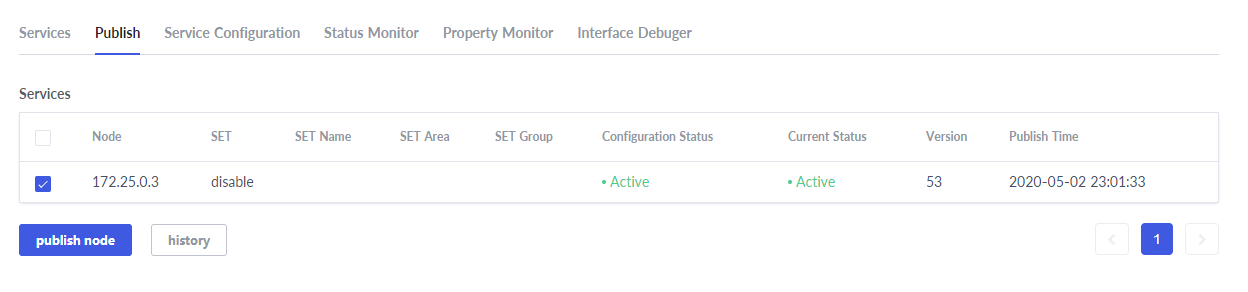 Services Publish Service Configuration Status Monitor Property Monitor Interface Debuger
Services
Node SET SET Name SET Area SET Group Configuration Status Current Status Version Publish Time
172.25.0.3 disable • Active • Active 53 2020-05-02 23:01:33
publish node history 1